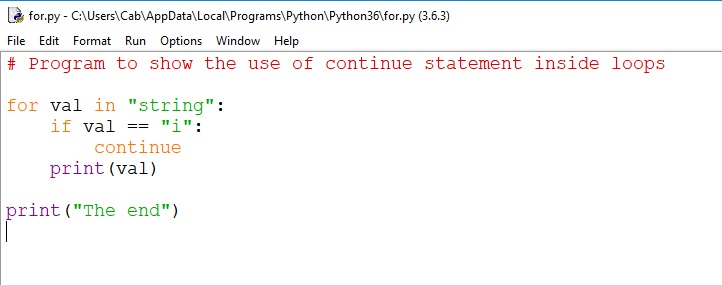 for.py - C:\Users\Cab\AppData\Local\Programs\Python\Python36\for.py (3.6.3)
File Edit Format Run Options Window Help
# Program to show the use of continue statement inside loops

for val in "string":
    if val == "i":
        continue
    print(val)

print("The end")